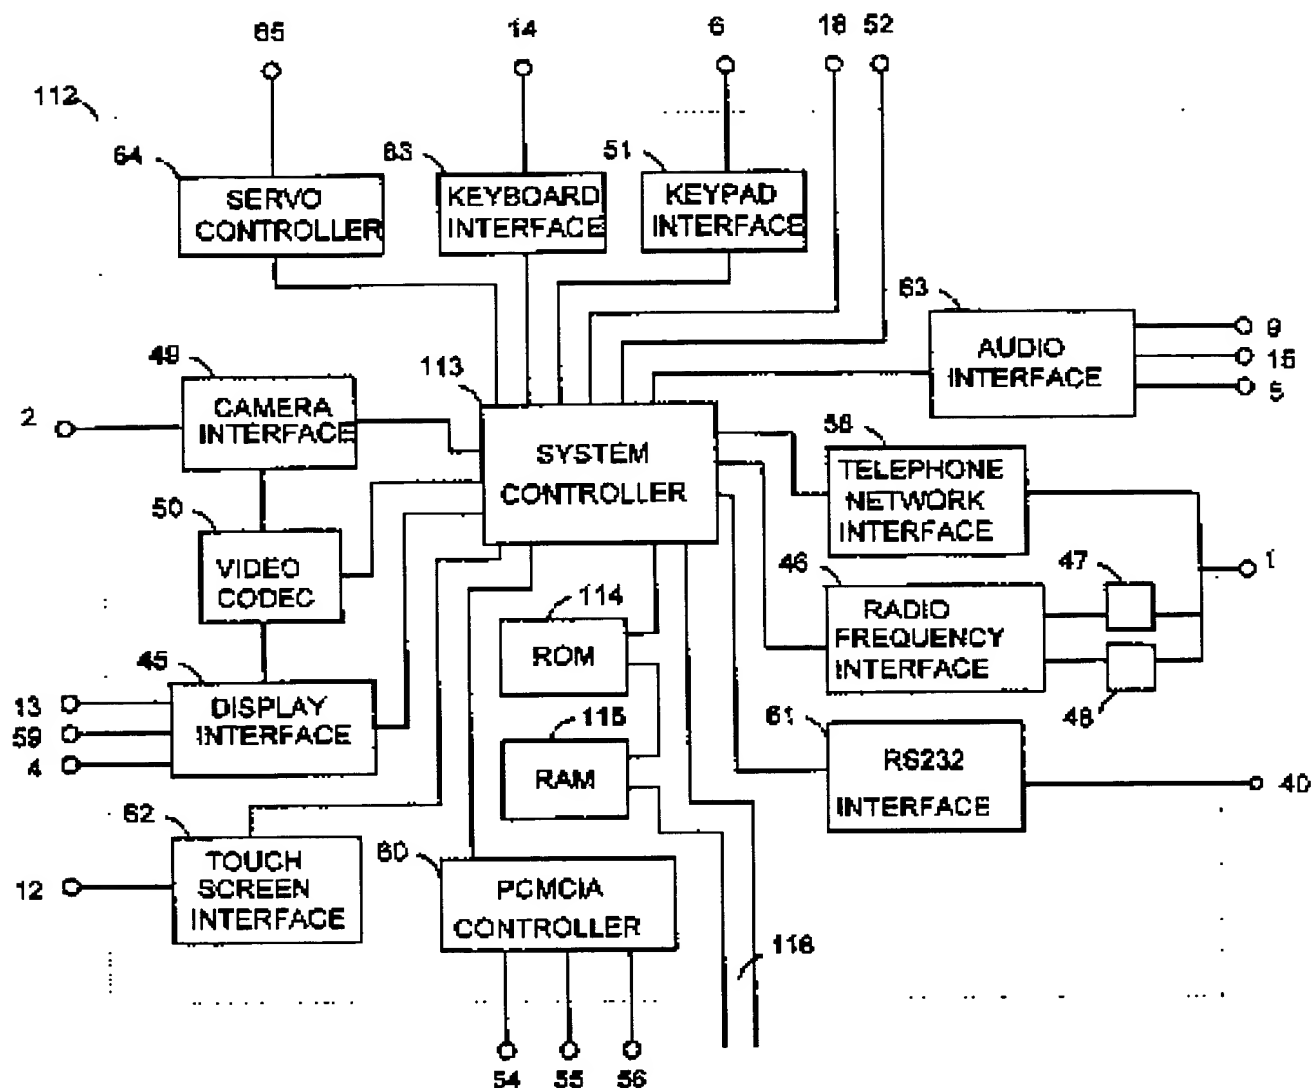 65
14
6
18
52
112
64
63
51
SERVO
CONTROLLER
KEYBOARD
INTERFACE
KEYPAD
INTERFACE
63
AUDIO
INTERFACE
9
15
5
49
113
2
CAMERA
INTERFACE
SYSTEM
CONTROLLER
58
TELEPHONE
NETWORK
INTERFACE
50
VIDEO
CODEC
46
47
1
114
ROM
RADIO
FREQUENCY
INTERFACE
45
48
13
59
4
DISPLAY
INTERFACE
115
RAM
61
RS232
INTERFACE
40
62
12
TOUCH
SCREEN
INTERFACE
60
PCMCIA
CONTROLLER
116
54
55
56